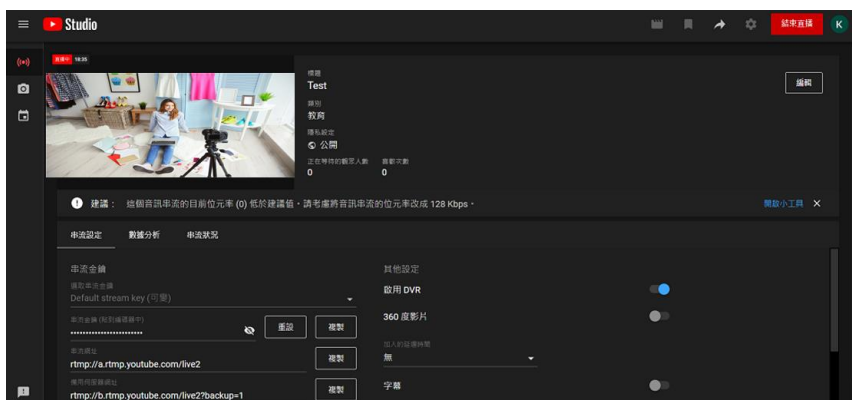 Studio
結束直播
K
直播中 18:35
標題
Test
類別
教育
隱私設定
公開
正在等待的觀眾人數 喜歡次數
0 0
編輯
建議： 這個音訊串流的目前位元率 (0) 低於建議值。請考慮將音訊串流的位元率改成 128 Kbps。
開啟小工具
串流設定 數據分析 串流狀況
串流金鑰
選取串流金鑰
Default stream key (可變)
串流金鑰 (貼到編碼器中)
重設 複製
串流網址
rtmp://a.rtmp.youtube.com/live2
複製
備用伺服器網址
rtmp://b.rtmp.youtube.com/live2?backup=1
複製
其他設定
啟用 DVR
360 度影片
加入的延遲時間
無
字幕